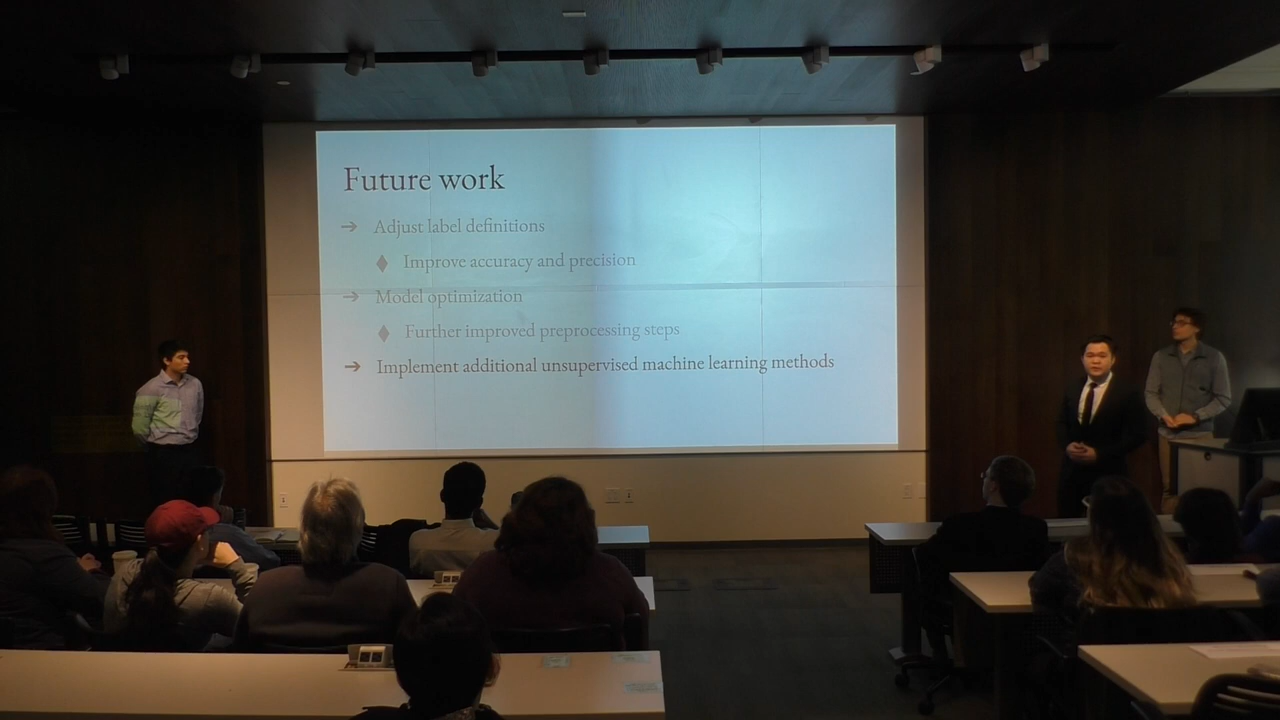 Future work
➔ Adjust label definitions
♦ Improve accuracy and precision
➔ Model optimization
♦ Further improved preprocessing steps
➔ Implement additional unsupervised machine learning methods